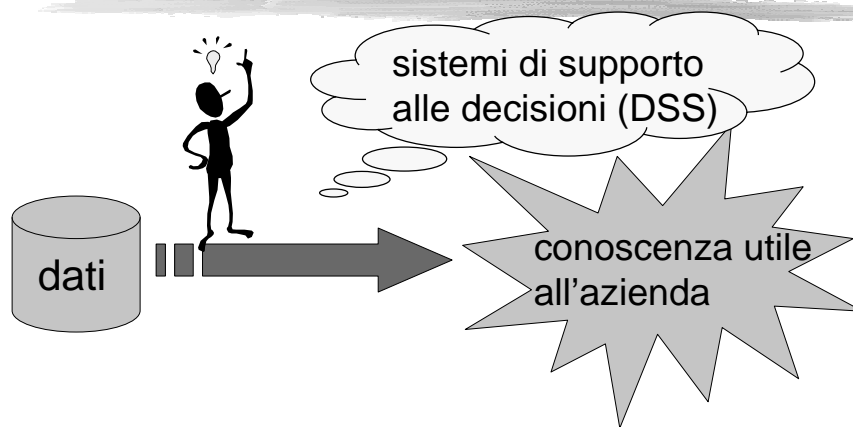 sistemi di supporto
alle decisioni (DSS)
dati
conoscenza utile
all'azienda